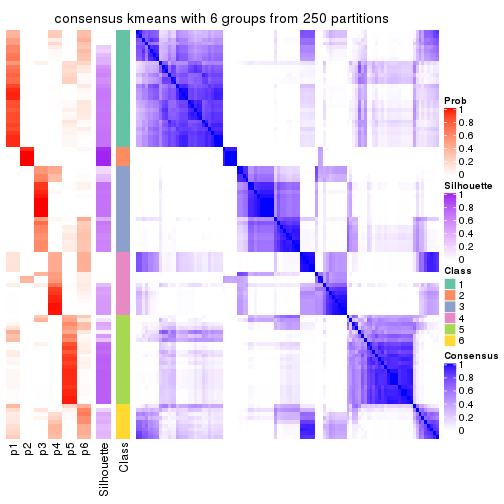 consensus kmeans with 6 groups from 250 partitions
Prob
1
0.8
0.6
0.4
0.2
0
Silhouette
1
0.8
0.6
0.4
0.2
0
Class
1
2
3
4
5
6
Consensus
1
0.8
0.6
0.4
0.2
0
p1
p2
p3
p4
p5
p6
Silhouette
Class